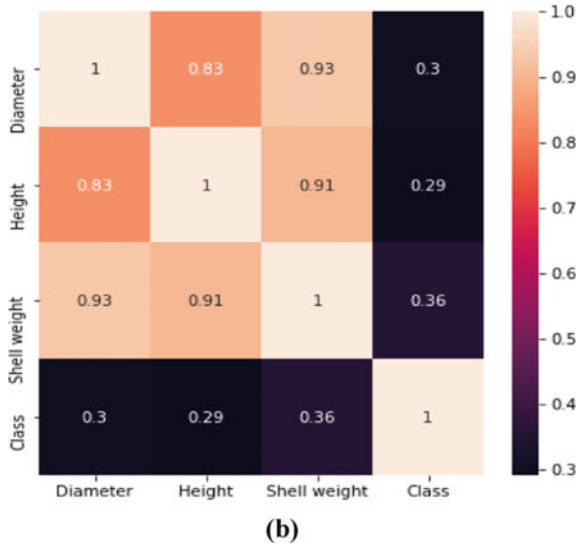 Diameter 1 0.83 0.93 0.3
Height 0.83 1 0.91 0.29
Shell weight 0.93 0.91 1 0.36
Class 0.3 0.29 0.36 1
Diameter Height Shell weight Class
1.0
0.9
0.8
0.7
0.6
0.5
0.4
0.3
(b)